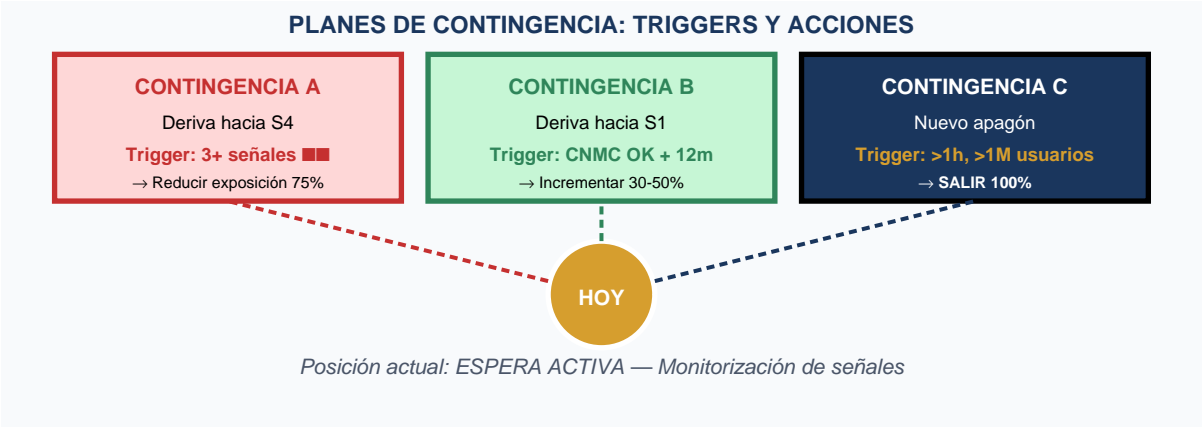 PLANES DE CONTINGENCIA: TRIGGERS Y ACCIONES
CONTINGENCIA A
Deriva hacia S4
Trigger: 3+ señales ■■
→ Reducir exposición 75%
CONTINGENCIA B
Deriva hacia S1
Trigger: CNMC OK + 12m
→ Incrementar 30-50%
CONTINGENCIA C
Nuevo apagón
Trigger: >1h, >1M usuarios
→ SALIR 100%
HOY
Posición actual: ESPERA ACTIVA — Monitorización de señales